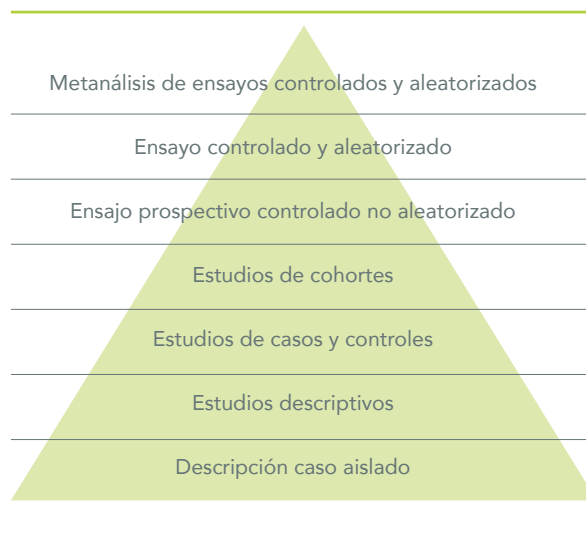 Metanálisis de ensayos controlados y aleatorizados
Ensayo controlado y aleatorizado
Ensajo prospectivo controlado no aleatorizado
Estudios de cohortes
Estudios de casos y controles
Estudios descriptivos
Descripción caso aislado